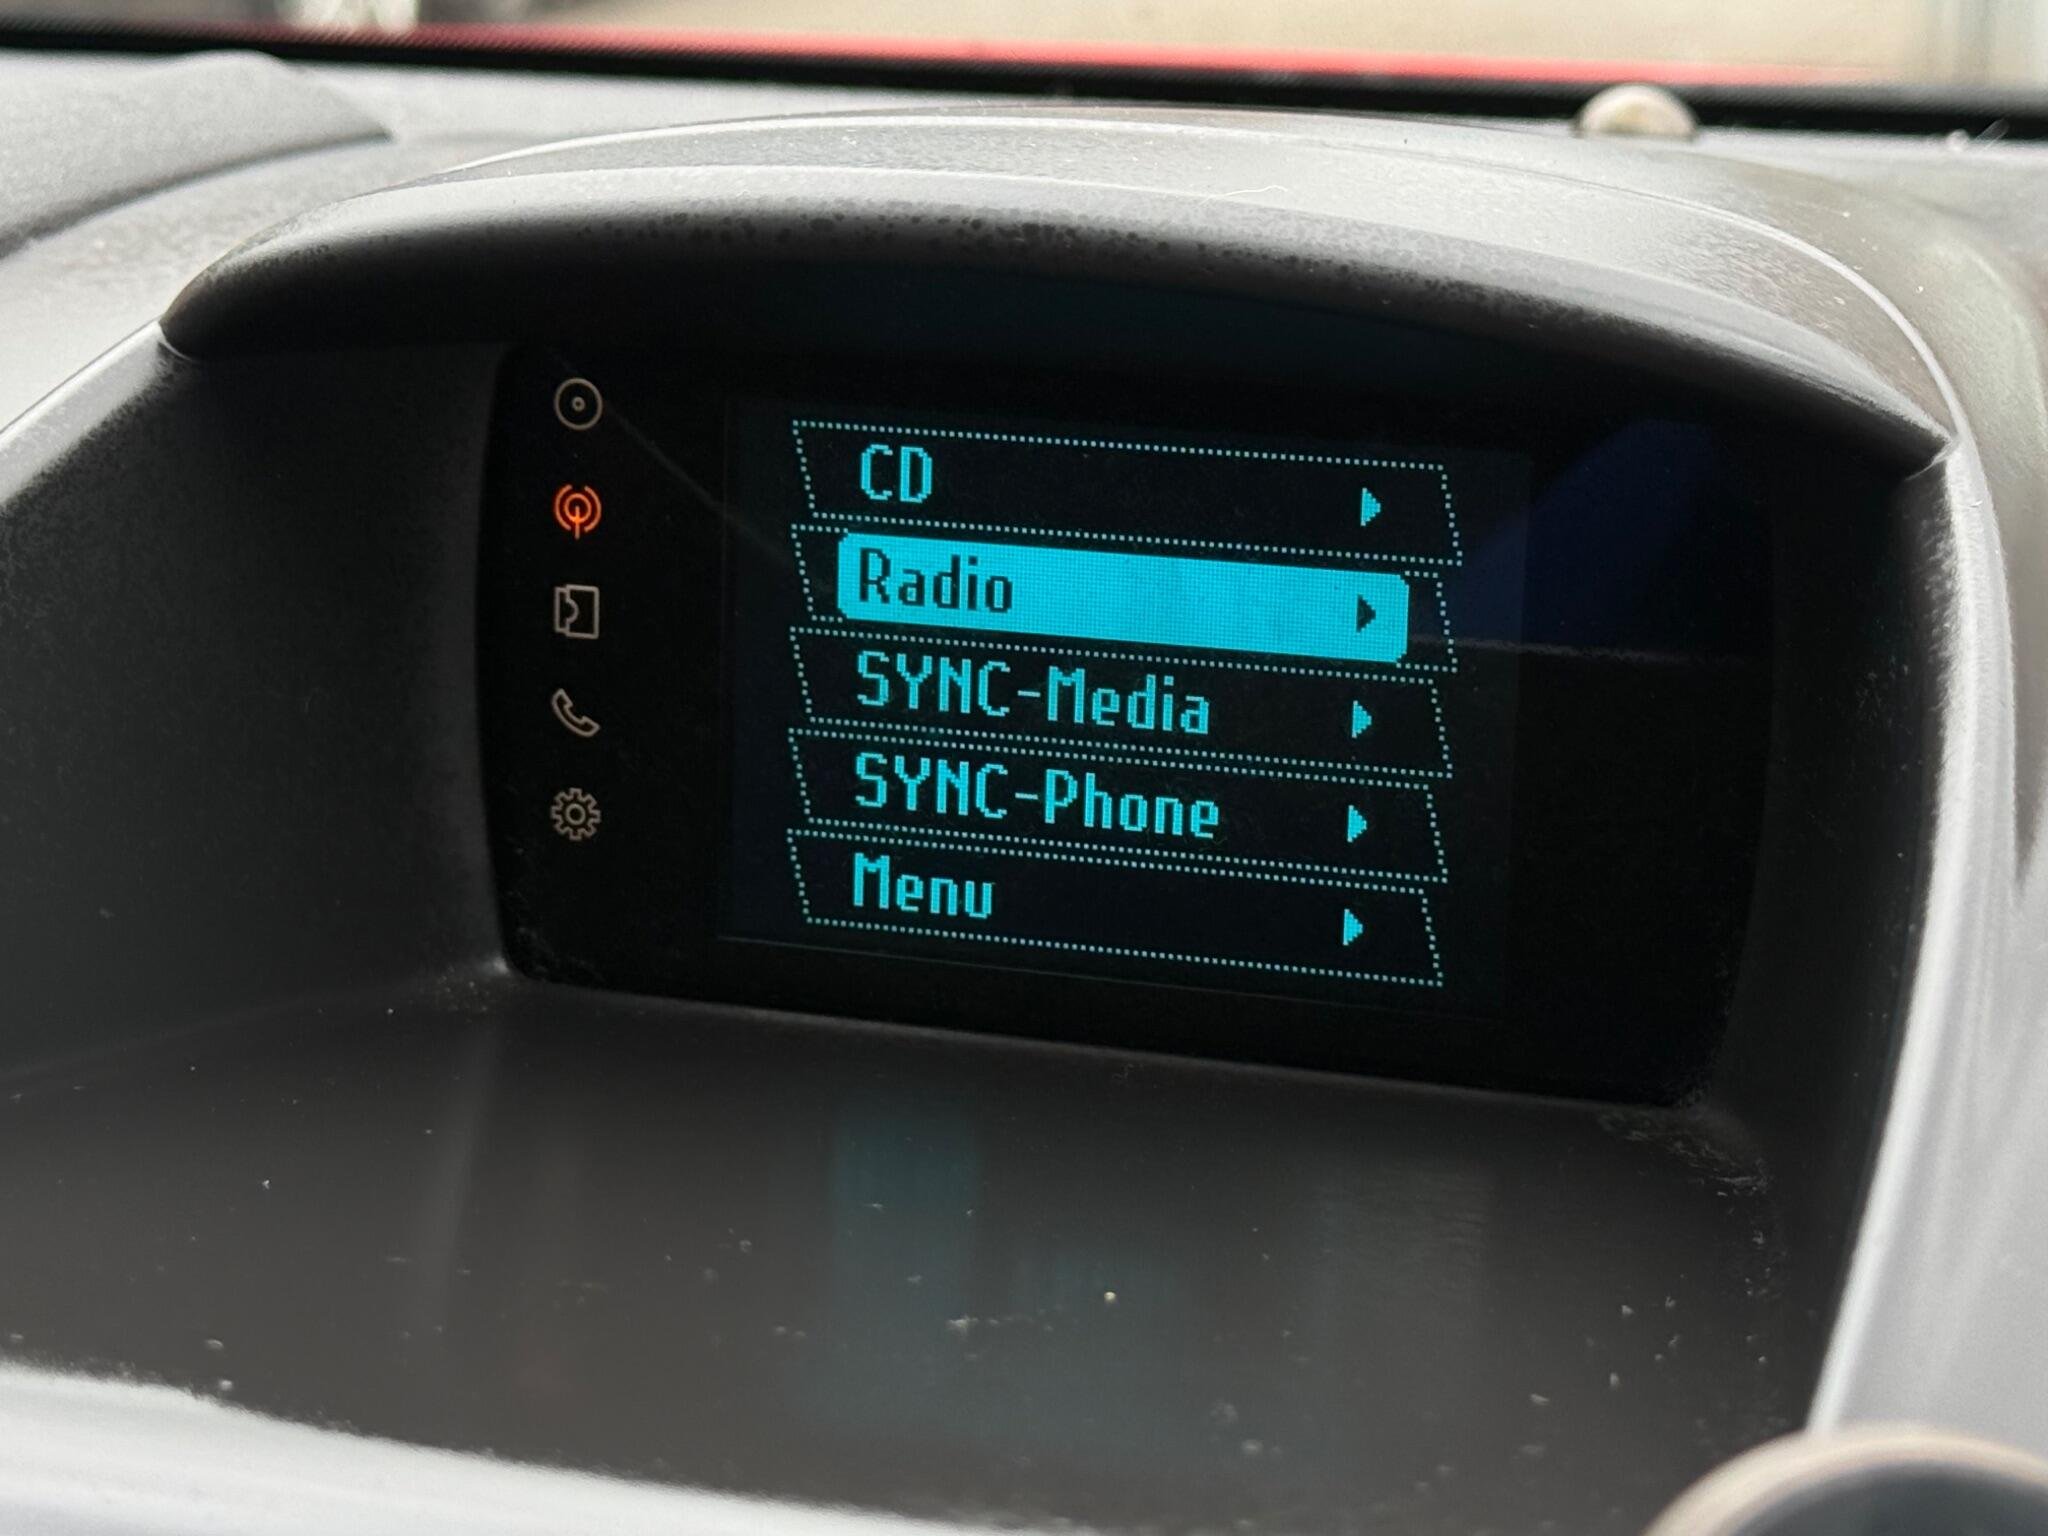 CD
Radio
SYNC-Media
SYNC-Phone
Menu